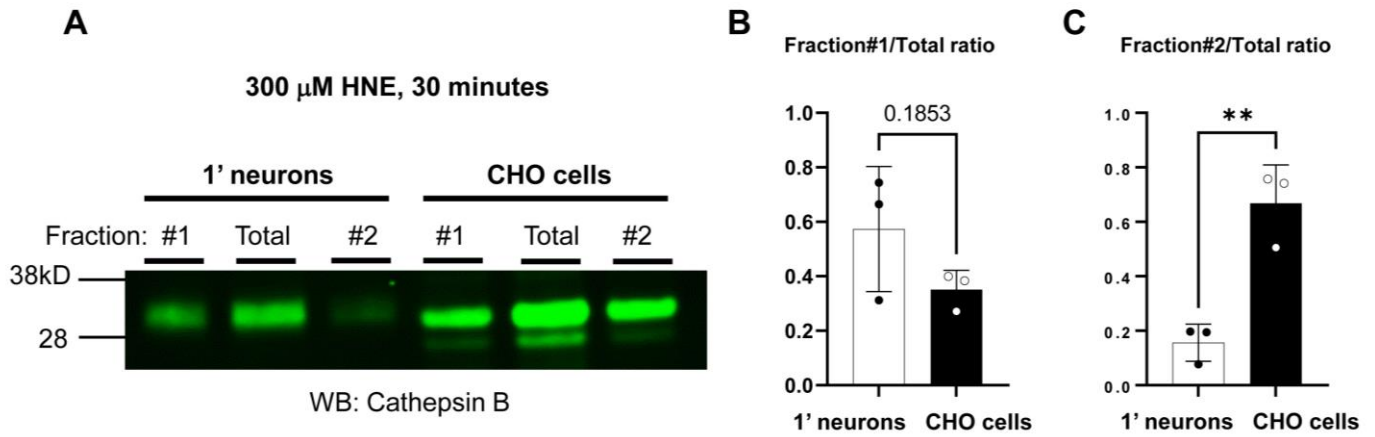 A
300 μM HNE, 30 minutes
1’ neurons CHO cells
Fraction: #1 Total #2 #1 Total #2
38kD
28
WB: Cathepsin B
B
Fraction#1/Total ratio
0.1853
1.0
0.8
0.6
0.4
0.2
0.0
1’ neurons CHO cells
C
Fraction#2/Total ratio
**
1.0
0.8
0.6
0.4
0.2
0.0
1’ neurons CHO cells